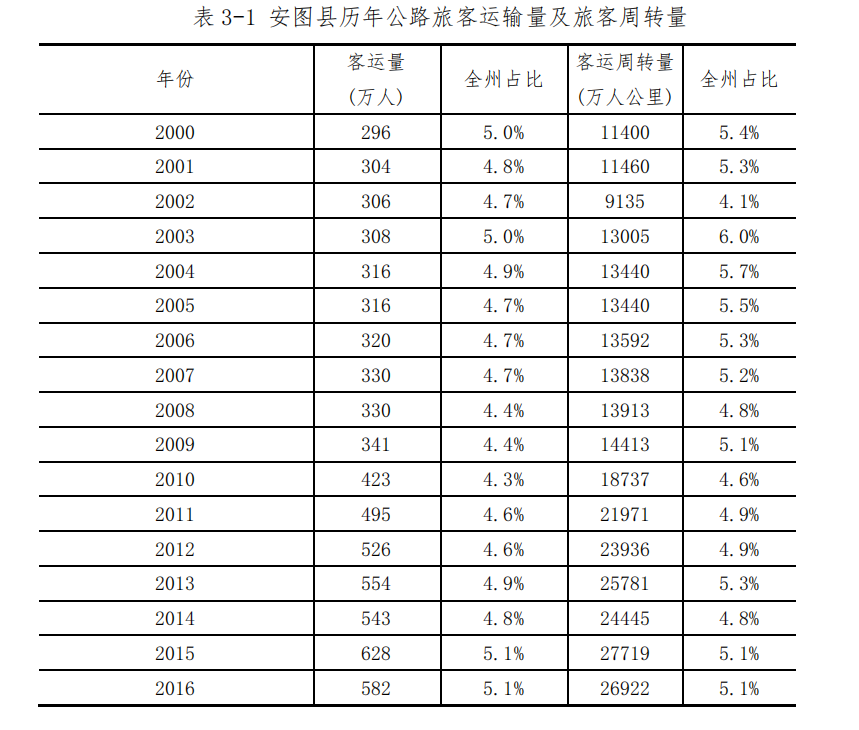 表 3-1 安图县历年公路旅客运输量及旅客周转量
年份 客运量(万人) 全州占比 客运周转量(万人公里) 全州占比
2000 296 5.0% 11400 5.4%
2001 304 4.8% 11460 5.3%
2002 306 4.7% 9135 4.1%
2003 308 5.0% 13005 6.0%
2004 316 4.9% 13440 5.7%
2005 316 4.7% 13440 5.5%
2006 320 4.7% 13592 5.3%
2007 330 4.7% 13838 5.2%
2008 330 4.4% 13913 4.8%
2009 341 4.4% 14413 5.1%
2010 423 4.3% 18737 4.6%
2011 495 4.6% 21971 4.9%
2012 526 4.6% 23936 4.9%
2013 554 4.9% 25781 5.3%
2014 543 4.8% 24445 4.8%
2015 628 5.1% 27719 5.1%
2016 582 5.1% 26922 5.1%